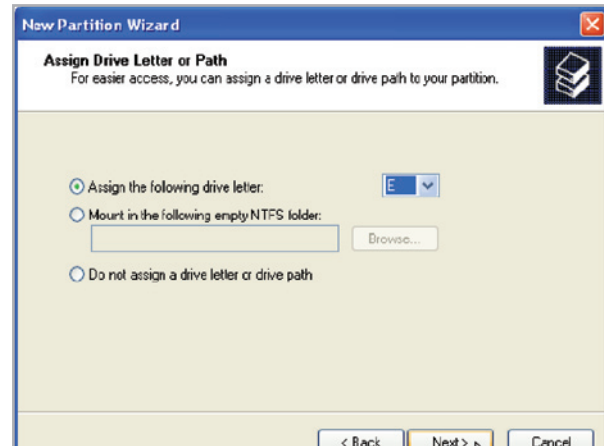 New Partition Wizard
Assign Drive Letter or Path
For easier access, you can assign a drive letter or drive path to your partition.
Assign the following drive letter:
E
Mount in the following empty NTFS folder:
Browse...
Do not assign a drive letter or drive path
< Back
Next >
Cancel